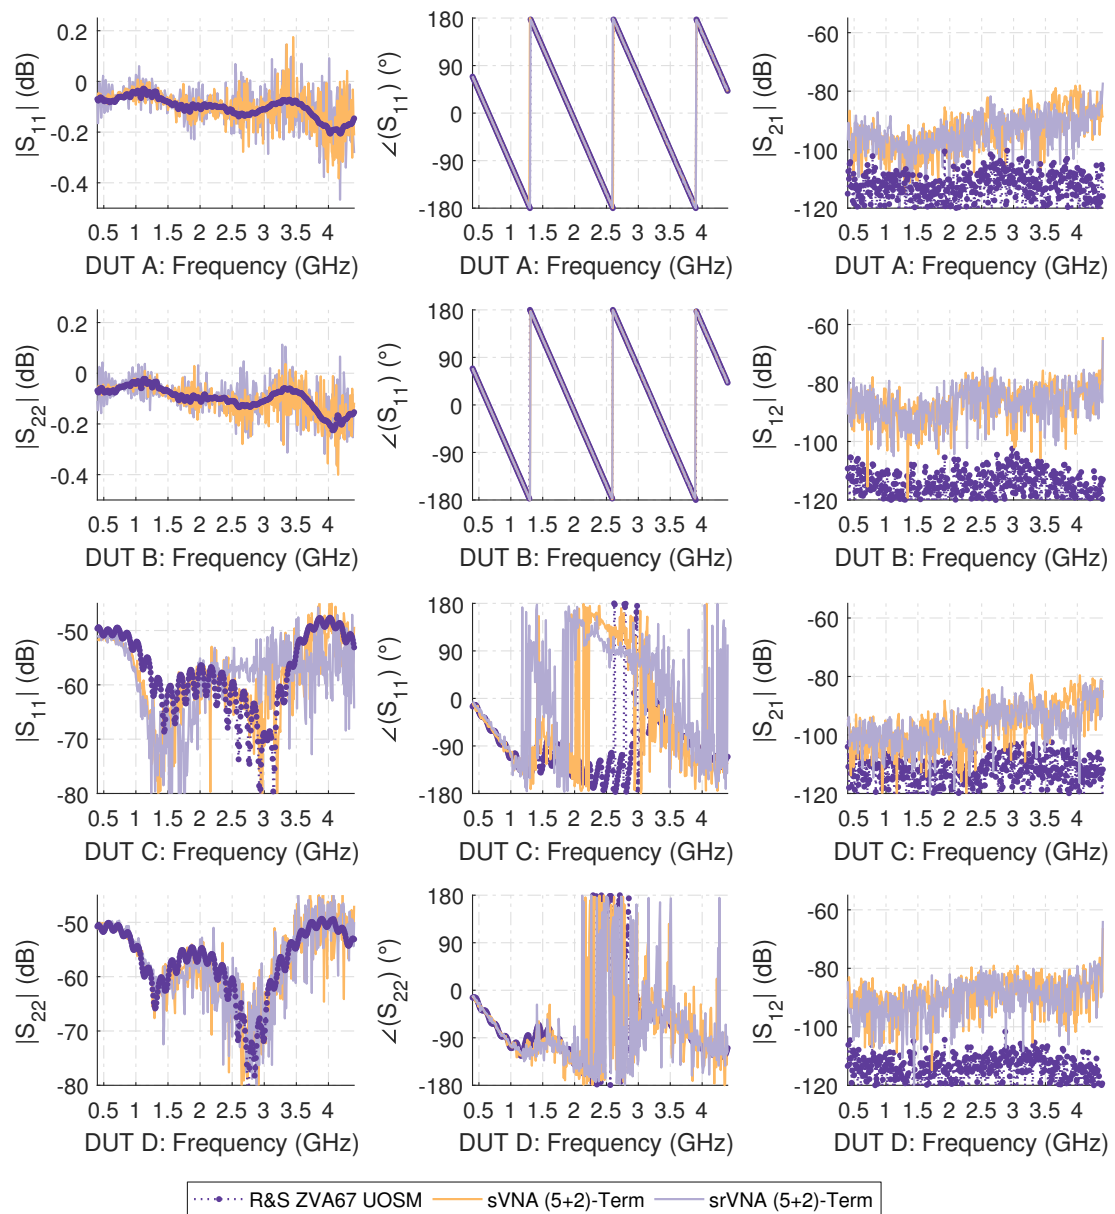 0.2
0
-0.2
-0.4
|S11| (dB)
0.5 1 1.5 2 2.5 3 3.5 4
DUT A: Frequency (GHz)
180
90
0
-90
-180
∠(S11) (°)
0.5 1 1.5 2 2.5 3 3.5 4
DUT A: Frequency (GHz)
-60
-80
-100
-120
|S21| (dB)
0.5 1 1.5 2 2.5 3 3.5 4
DUT A: Frequency (GHz)
0.2
0
-0.2
-0.4
|S22| (dB)
0.5 1 1.5 2 2.5 3 3.5 4
DUT B: Frequency (GHz)
180
90
0
-90
-180
∠(S11) (°)
0.5 1 1.5 2 2.5 3 3.5 4
DUT B: Frequency (GHz)
-60
-80
-100
-120
|S12| (dB)
0.5 1 1.5 2 2.5 3 3.5 4
DUT B: Frequency (GHz)
-50
-60
-70
-80
|S11| (dB)
0.5 1 1.5 2 2.5 3 3.5 4
DUT C: Frequency (GHz)
180
90
0
-90
-180
∠(S11) (°)
0.5 1 1.5 2 2.5 3 3.5 4
DUT C: Frequency (GHz)
-60
-80
-100
-120
|S21| (dB)
0.5 1 1.5 2 2.5 3 3.5 4
DUT C: Frequency (GHz)
-50
-60
-70
-80
|S22| (dB)
0.5 1 1.5 2 2.5 3 3.5 4
DUT D: Frequency (GHz)
180
90
0
-90
-180
∠(S22) (°)
0.5 1 1.5 2 2.5 3 3.5 4
DUT D: Frequency (GHz)
-60
-80
-100
-120
|S12| (dB)
0.5 1 1.5 2 2.5 3 3.5 4
DUT D: Frequency (GHz)
R&S ZVA67 UOSM sVNA (5+2)-Term srVNA (5+2)-Term